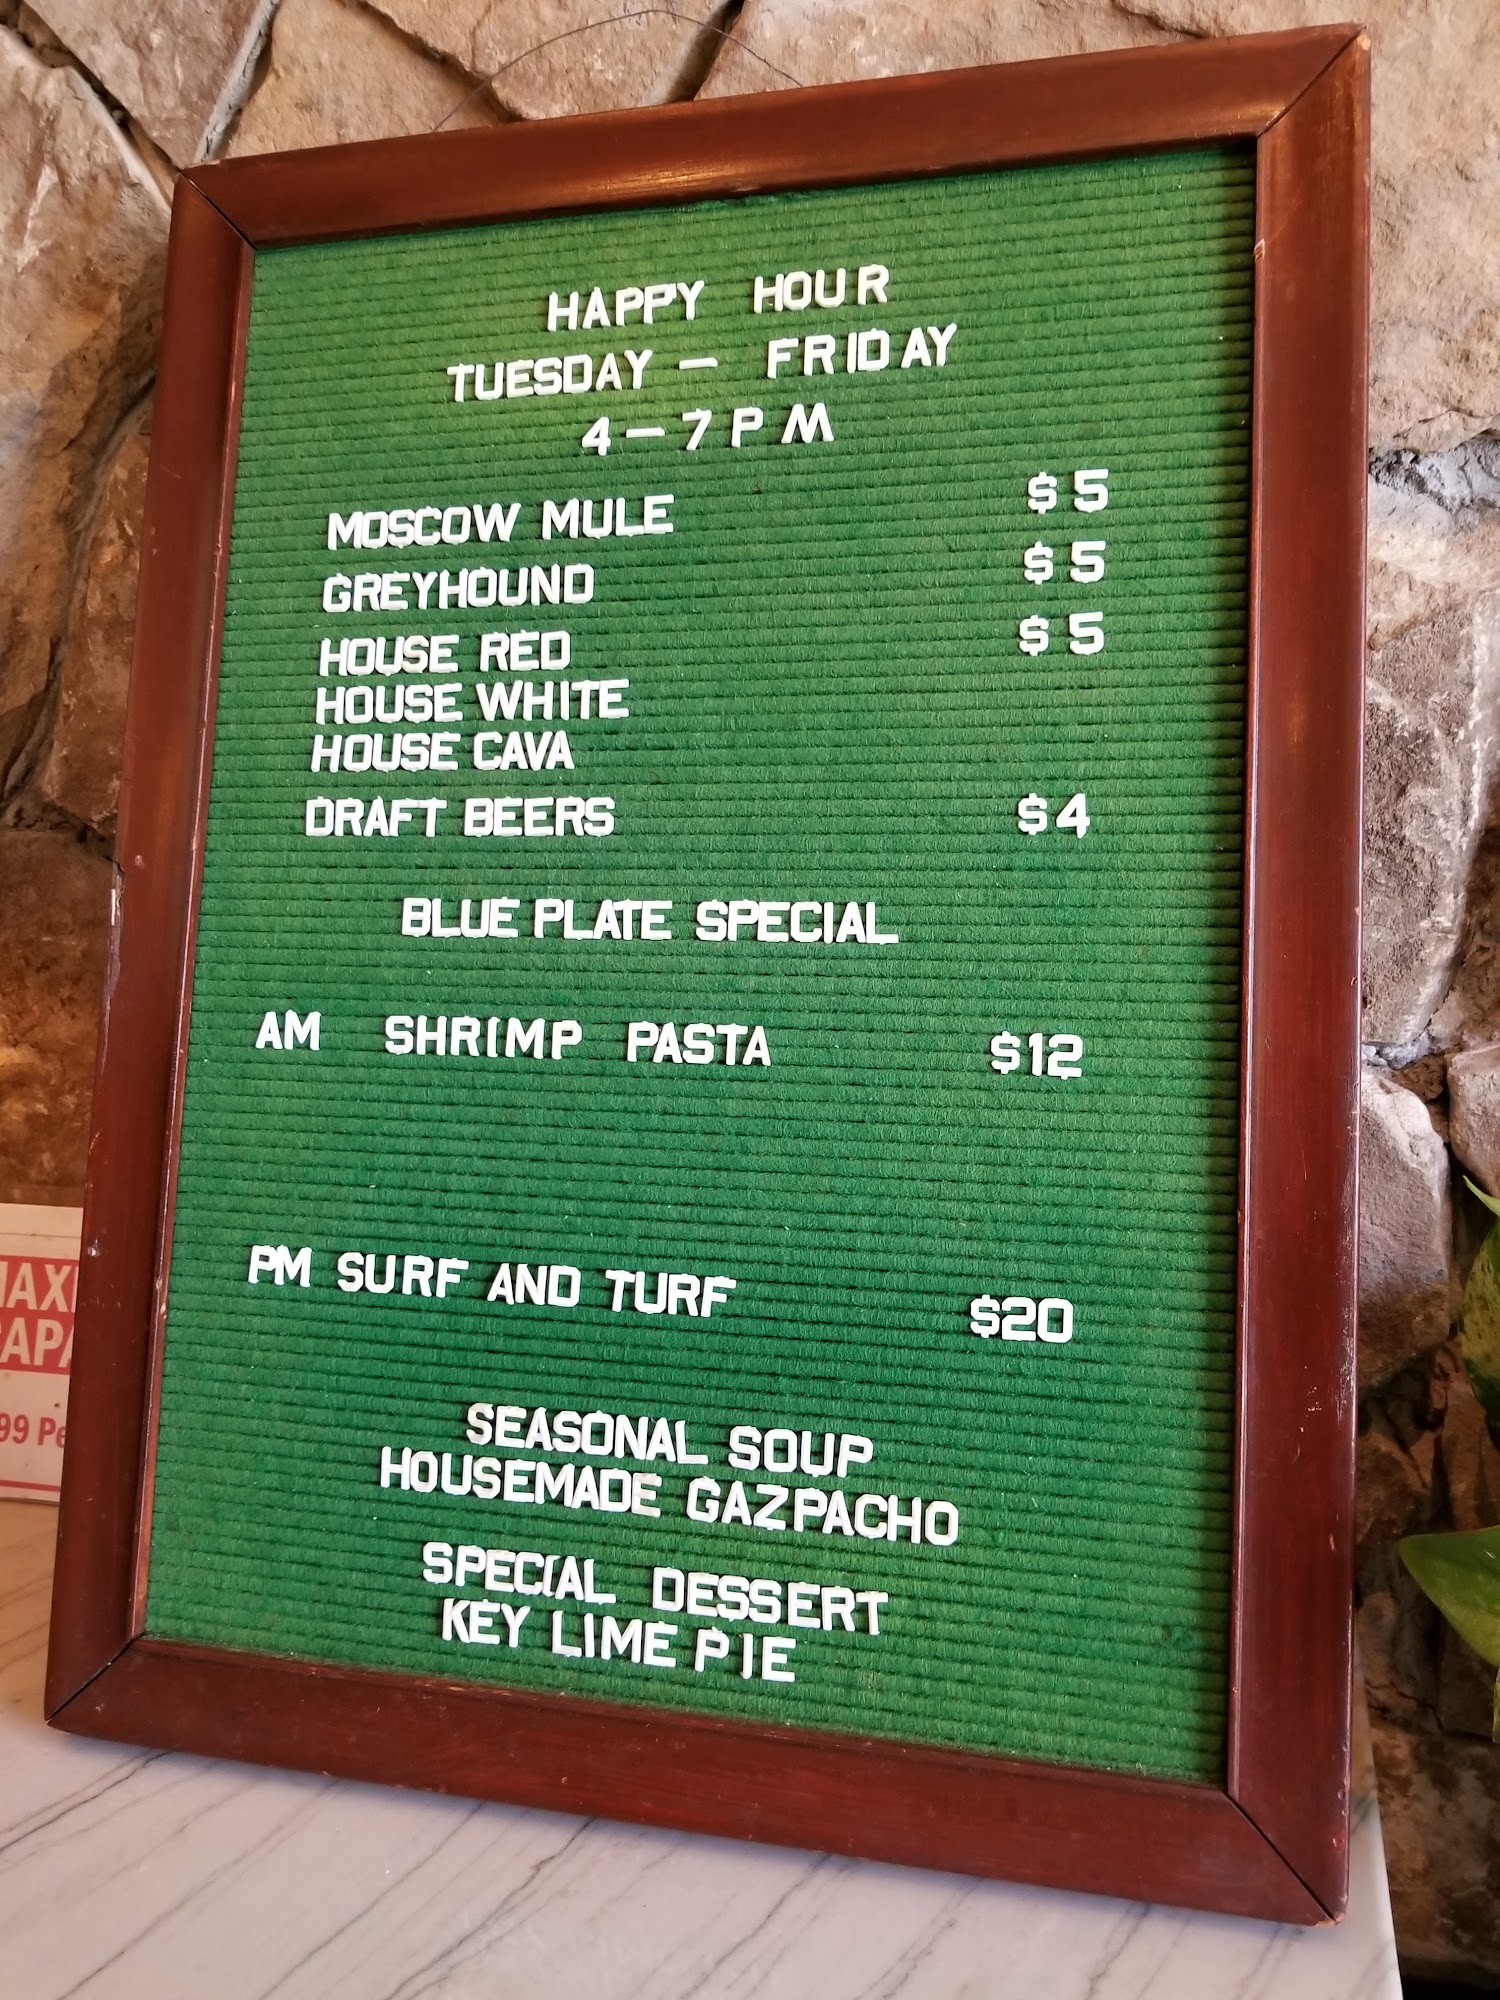 HAPPY HOUR
TUESDAY - FRIDAY
4-7PM
MOSCOW MULE $5
GREYHOUND $5
HOUSE RED $5
HOUSE WHITE
HOUSE CAVA
DRAFT BEERS $4
BLUE PLATE SPECIAL
AM SHRIMP PASTA $12
PM SURF AND TURF $20
SEASONAL SOUP
HOUSEMADE GAZPACHO
SPECIAL DESSERT
KEY LIME PIE
99